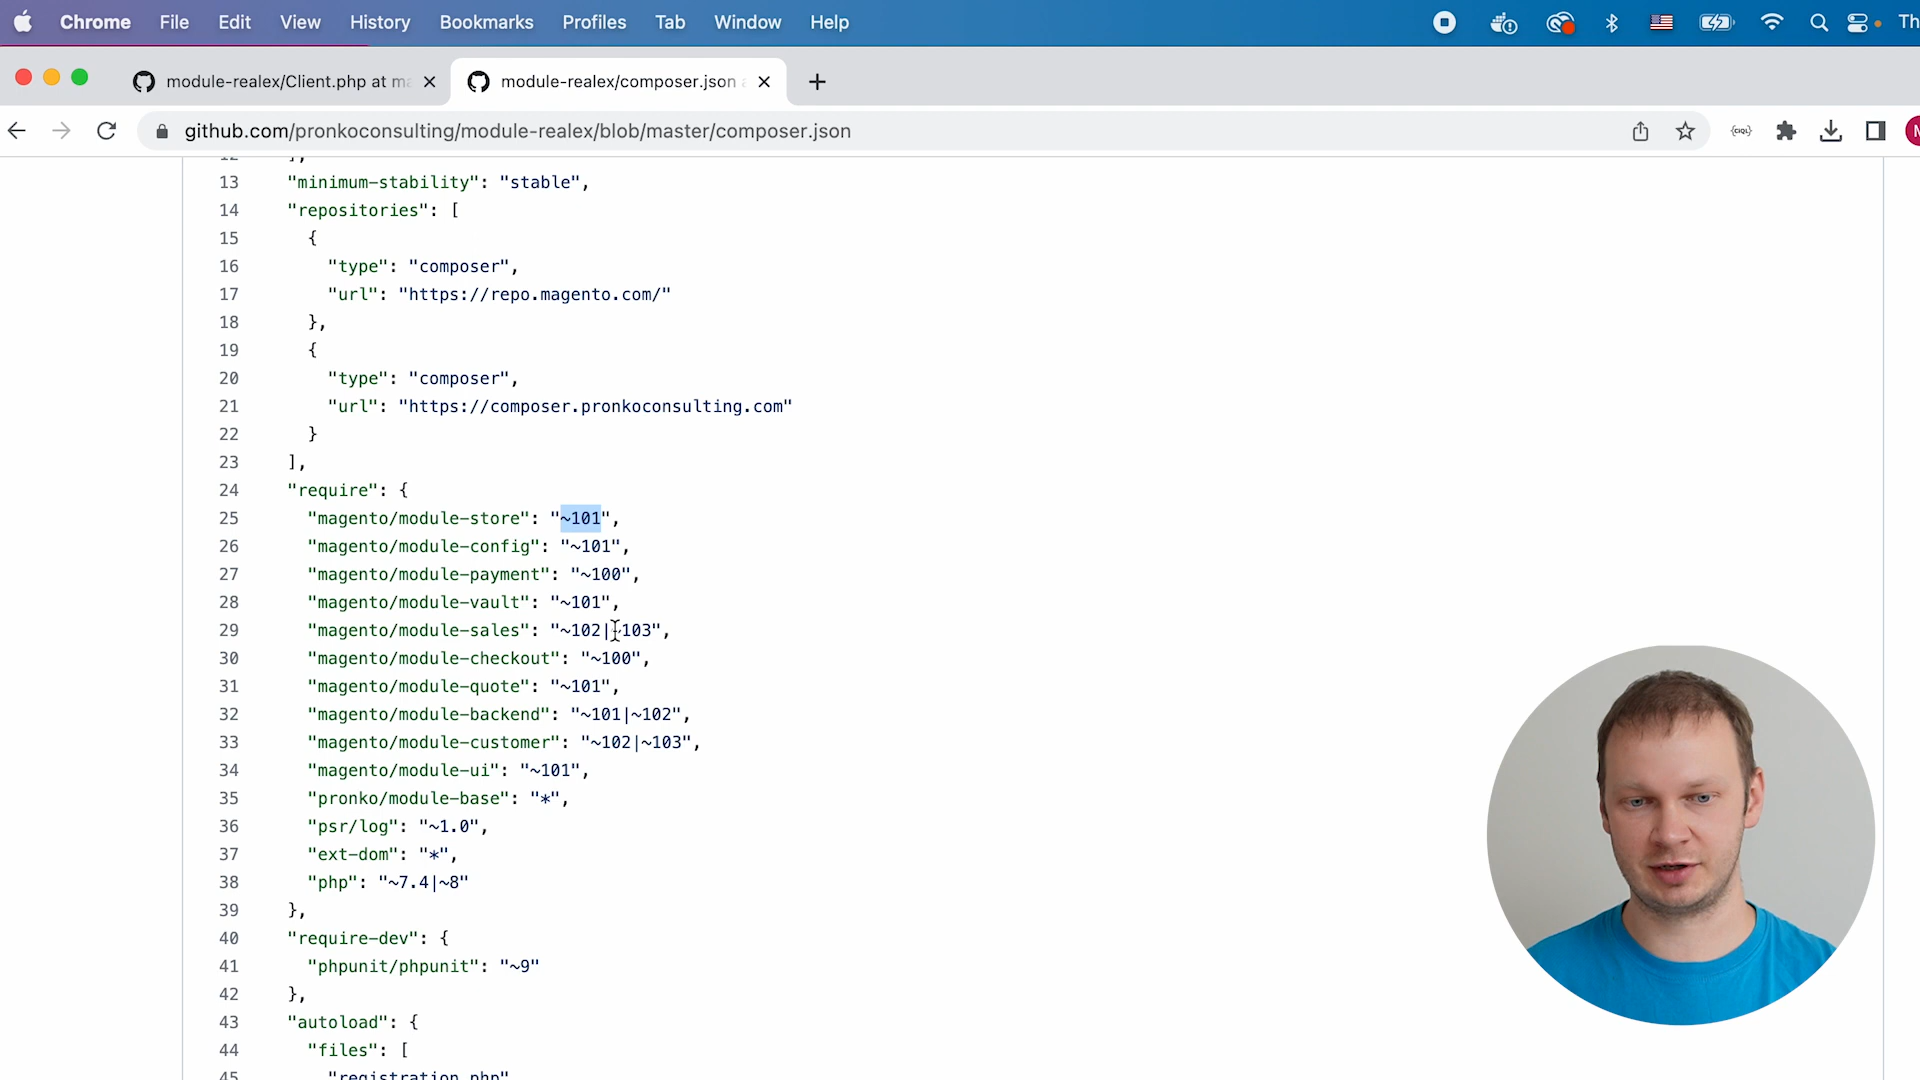 Chrome File Edit View History Bookmarks Profiles Tab Window Help Th
module-realex/Client.php at ma module-realex/composer.json a
github.com/pronkoconsulting/module-realex/blob/master/composer.json
12 ],
13 "minimum-stability": "stable",
14 "repositories": [
15 {
16 "type": "composer",
17 "url": "https://repo.magento.com/"
18 },
19 {
20 "type": "composer",
21 "url": "https://composer.pronkoconsulting.com"
22 }
23 ],
24 "require": {
25 "magento/module-store": "~101",
26 "magento/module-config": "~101",
27 "magento/module-payment": "~100",
28 "magento/module-vault": "~101",
29 "magento/module-sales": "~102|~103",
30 "magento/module-checkout": "~100",
31 "magento/module-quote": "~101",
32 "magento/module-backend": "~101|~102",
33 "magento/module-customer": "~102|~103",
34 "magento/module-ui": "~101",
35 "pronko/module-base": "*",
36 "psr/log": "~1.0",
37 "ext-dom": "*",
38 "php": "~7.4|~8"
39 },
40 "require-dev": {
41 "phpunit/phpunit": "~9"
42 },
43 "autoload": {
44 "files": [
45 "registration.php"